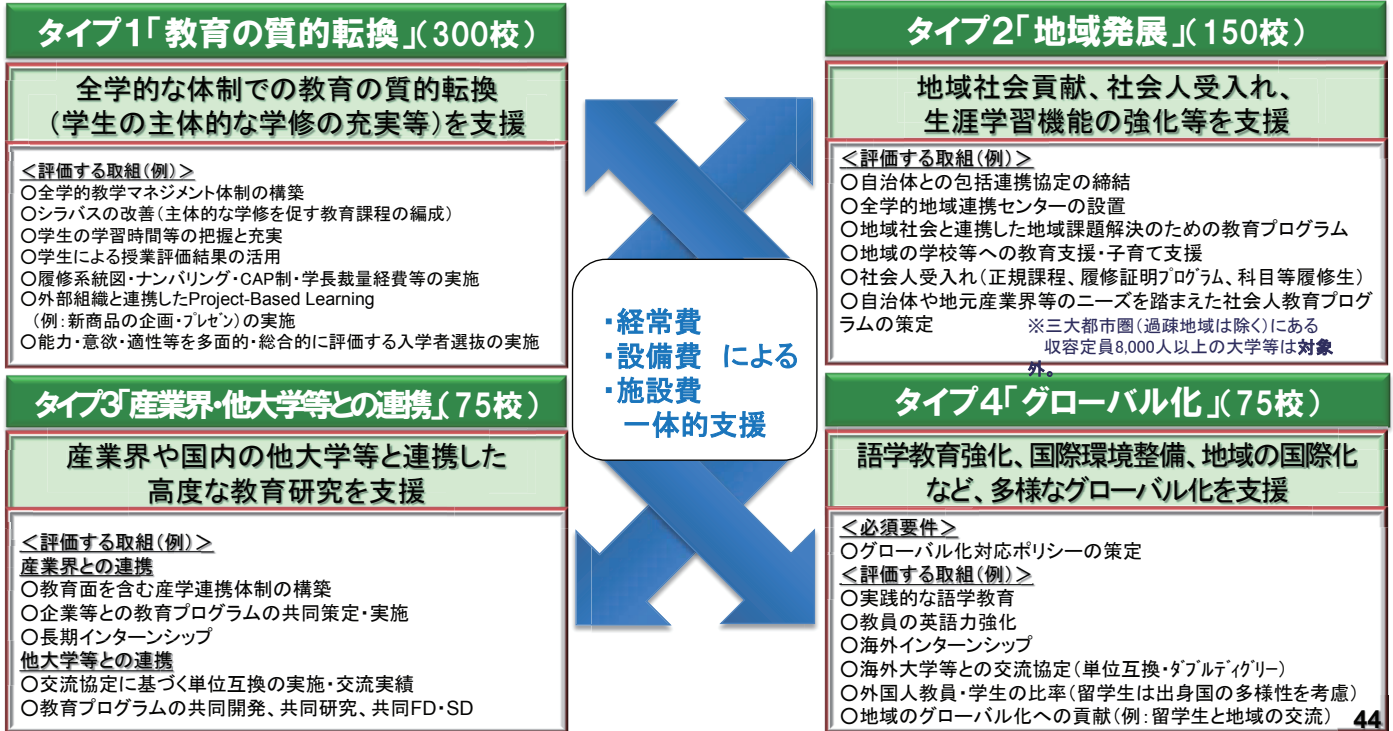 タイプ1「教育の質的転換」(300校)
全学的な体制での教育の質的転換
(学生の主体的な学修の充実等)を支援
<評価する取組(例)>
○全学的教学マネジメント体制の構築
○シラバスの改善(主体的な学修を促す教育課程の編成)
○学生の学習時間等の把握と充実
○学生による授業評価結果の活用
○履修系統図・ナンバリング・CAP制・学長裁量経費等の実施
○外部組織と連携したProject-Based Learning
(例:新商品の企画・プレゼン)の実施
○能力・意欲・適性等を多面的・総合的に評価する入学者選抜の実施
タイプ2「地域発展」(150校)
地域社会貢献、社会人受入れ、
生涯学習機能の強化等を支援
<評価する取組(例)>
○自治体との包括連携協定の締結
○全学的地域連携センターの設置
○地域社会と連携した地域課題解決のための教育プログラム
○地域の学校等への教育支援・子育て支援
○社会人受入れ(正規課程、履修証明プログラム、科目等履修生)
○自治体や地元産業界等のニーズを踏まえた社会人教育プログ
ラムの策定
※三大都市圏(過疎地域は除く)にある
収容定員8,000人以上の大学等は対象
外。
・経常費
・設備費 による
・施設費
一体的支援
タイプ3「産業界・他大学等との連携」(75校)
産業界や国内の他大学等と連携した
高度な教育研究を支援
<評価する取組(例)>
産業界との連携
○教育面を含む産学連携体制の構築
○企業等との教育プログラムの共同策定・実施
○長期インターンシップ
他大学等との連携
○交流協定に基づく単位互換の実施・交流実績
○教育プログラムの共同開発、共同研究、共同FD・SD
タイプ4「グローバル化」(75校)
語学教育強化、国際環境整備、地域の国際化
など、多様なグローバル化を支援
<必須要件>
○グローバル化対応ポリシーの策定
<評価する取組(例)>
○実践的な語学教育
○教員の英語力強化
○海外インターンシップ
○海外大学等との交流協定(単位互換・ダブルディグリー)
○外国人教員・学生の比率(留学生は出身国の多様性を考慮)
○地域のグローバル化への貢献(例:留学生と地域の交流)
44